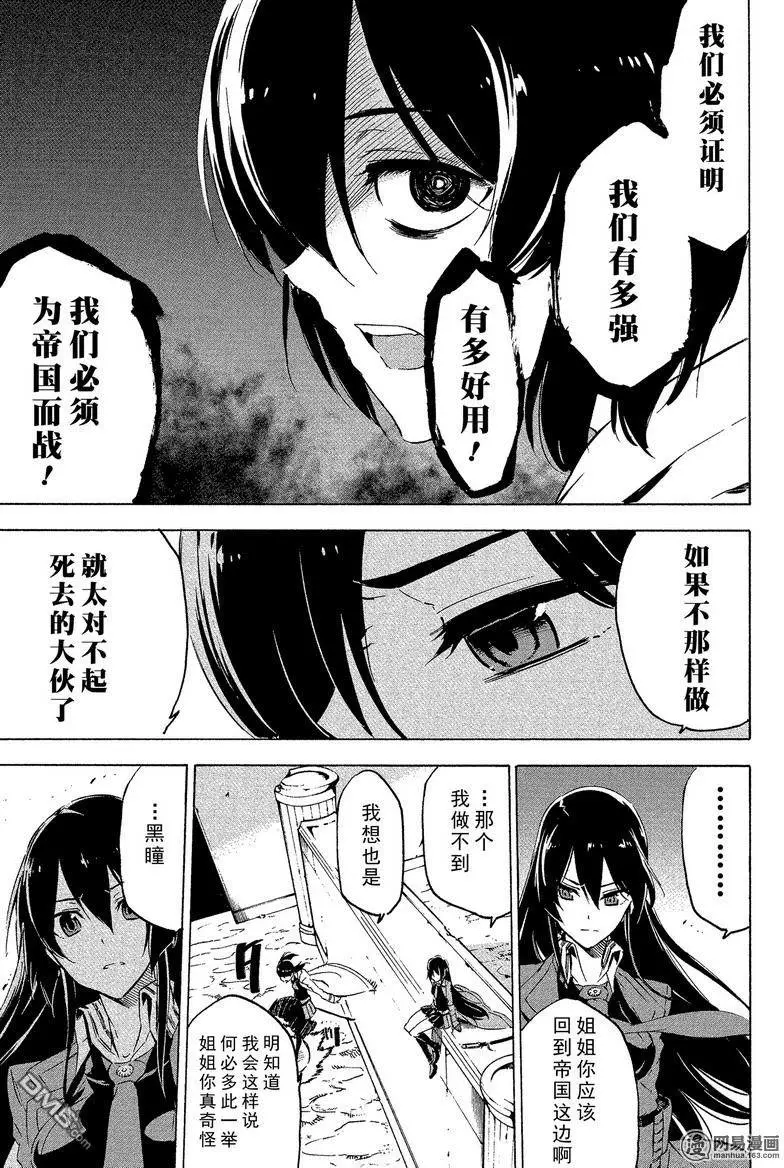 我们必须证明
我们有多强
有多好用！
我们必须
为帝国而战！
如果不那样做
就太对不起
死去的大伙了
…………
姐姐你应该
回到帝国这边啊
…那个
我做不到
我想也是
明知道
我会这样说
何必多此一举
姐姐你真奇怪
…黑瞳
DM5.com
网易漫画
manhua.163.com